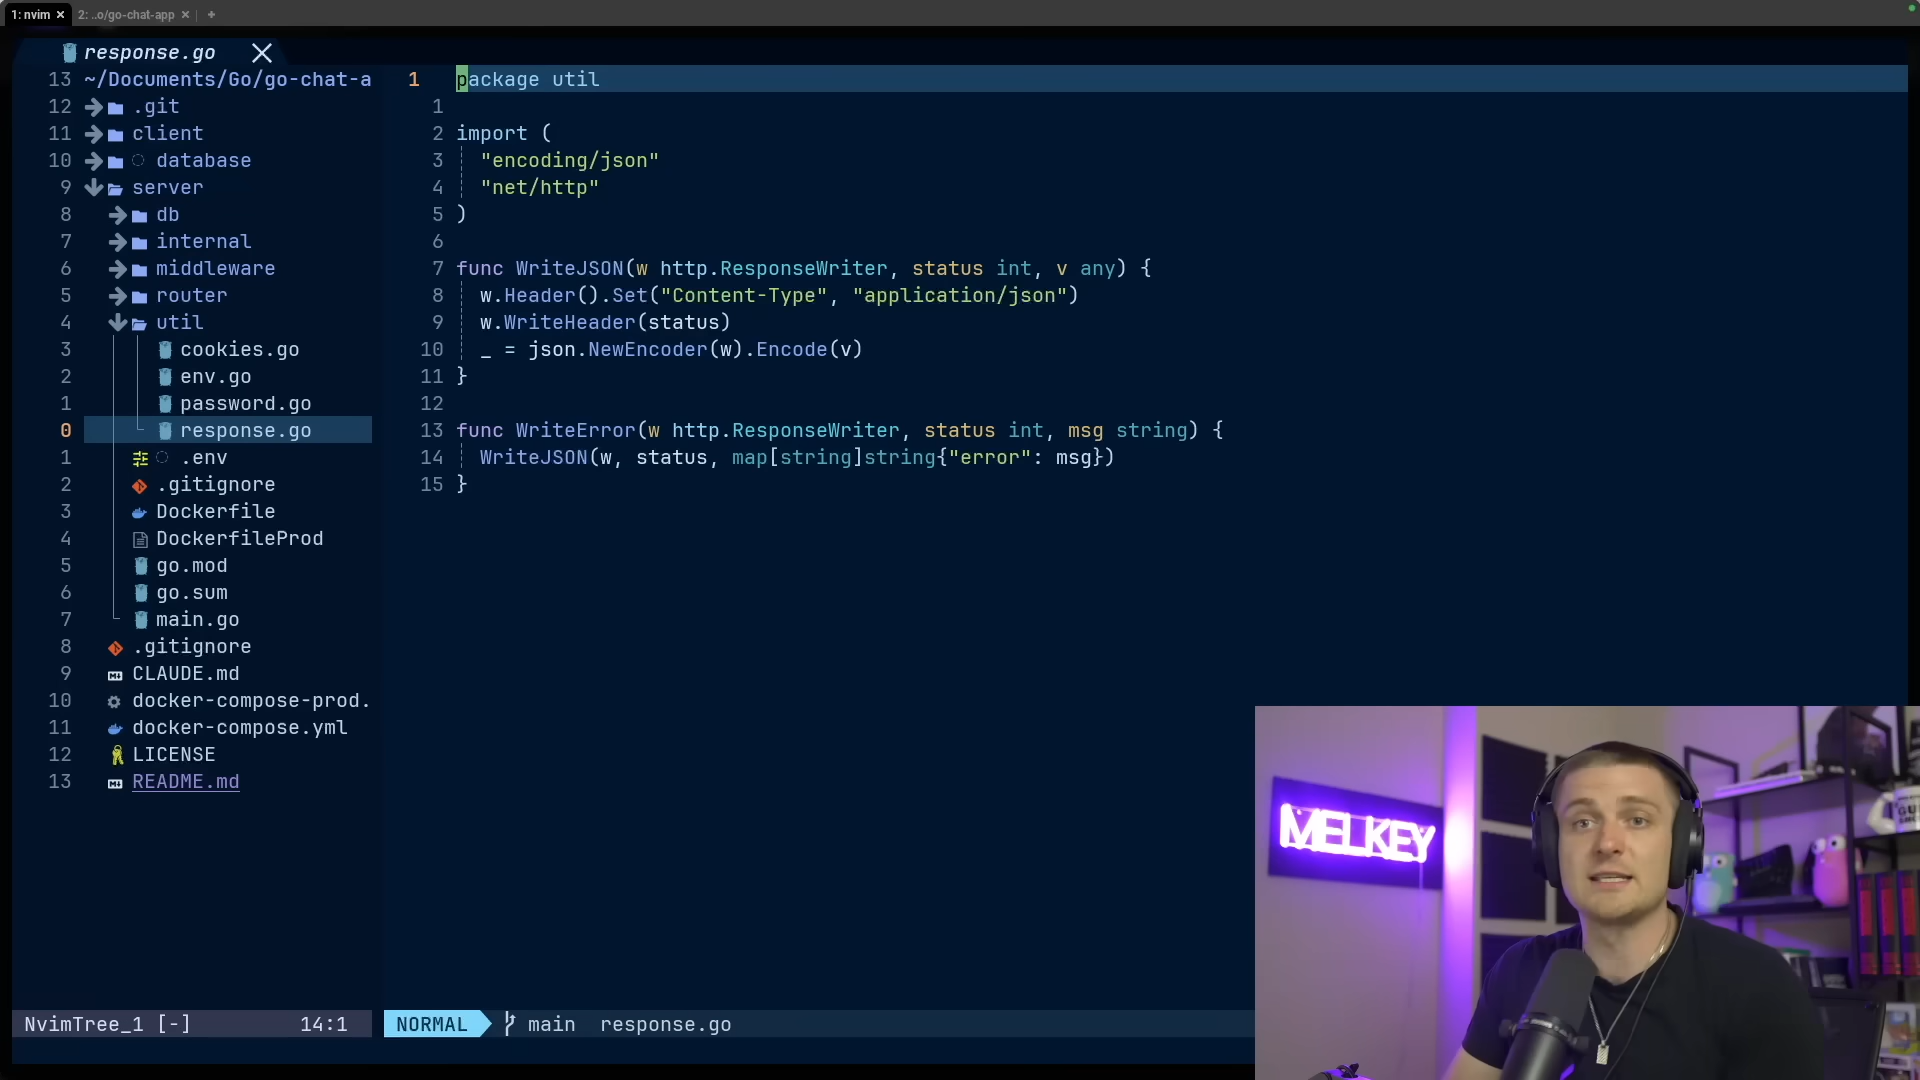 1: nvim ✕ 2: ..o/go-chat-app ✕ +
response.go
13 ~/Documents/Go/go-chat-a
12 .git
11 client
10 database
9 server
8 db
7 internal
6 middleware
5 router
4 util
3 cookies.go
2 env.go
1 password.go
0 response.go
1 .env
2 .gitignore
3 Dockerfile
4 DockerfileProd
5 go.mod
6 go.sum
7 main.go
8 .gitignore
9 CLAUDE.md
10 docker-compose-prod.
11 docker-compose.yml
12 LICENSE
13 README.md
NvimTree_1 [-] 14:1
1 package util
1
2 import (
3 "encoding/json"
4 "net/http"
5 )
6
7 func WriteJSON(w http.ResponseWriter, status int, v any) {
8 w.Header().Set("Content-Type", "application/json")
9 w.WriteHeader(status)
10 _ = json.NewEncoder(w).Encode(v)
11 }
12
13 func WriteError(w http.ResponseWriter, status int, msg string) {
14 WriteJSON(w, status, map[string]string{"error": msg})
15 }
NORMAL main response.go
MELKEY